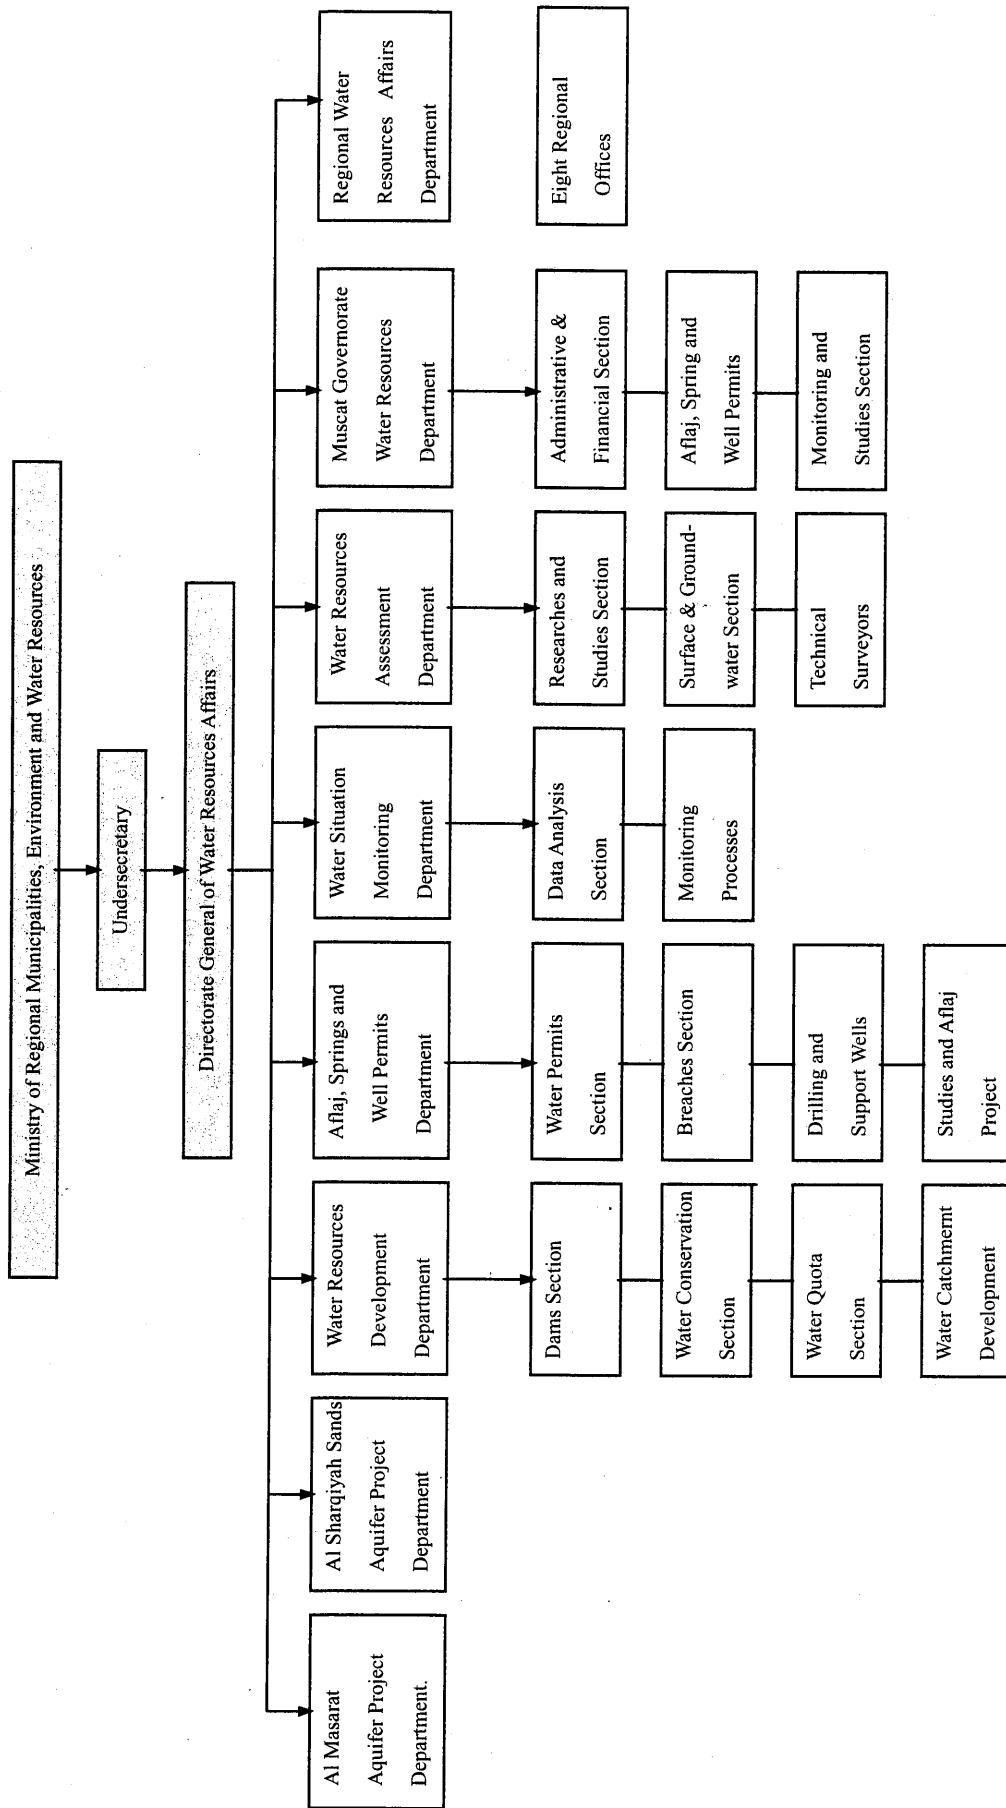 Ministry of Regional Municipalities, Environment and Water Resources
Undersecretary
Directorate General of Water Resources Affairs
Al Masarat
Aquifer Project
Department.
Al Sharqiyah Sands
Aquifer Project
Department
Water Resources
Development
Department
Aflaj, Springs and
Well Permits
Department
Water Situation
Monitoring
Department
Water Resources
Assessment
Department
Muscat Governorate
Water Resources
Department
Regional Water
Resources Affairs
Department
Dams Section
Water Permits
Section
Data Analysis
Section
Researches and
Studies Section
Administrative &
Financial Section
Eight Regional
Offices
Water Conservation
Section
Breaches Section
Monitoring
Processes
Surface & Ground-
water Section
Aflaj, Spring and
Well Permits
Water Quota
Section
Drilling and
Support Wells
Technical
Surveyors
Monitoring and
Studies Section
Water Catchmernt
Development
Studies and Aflaj
Project